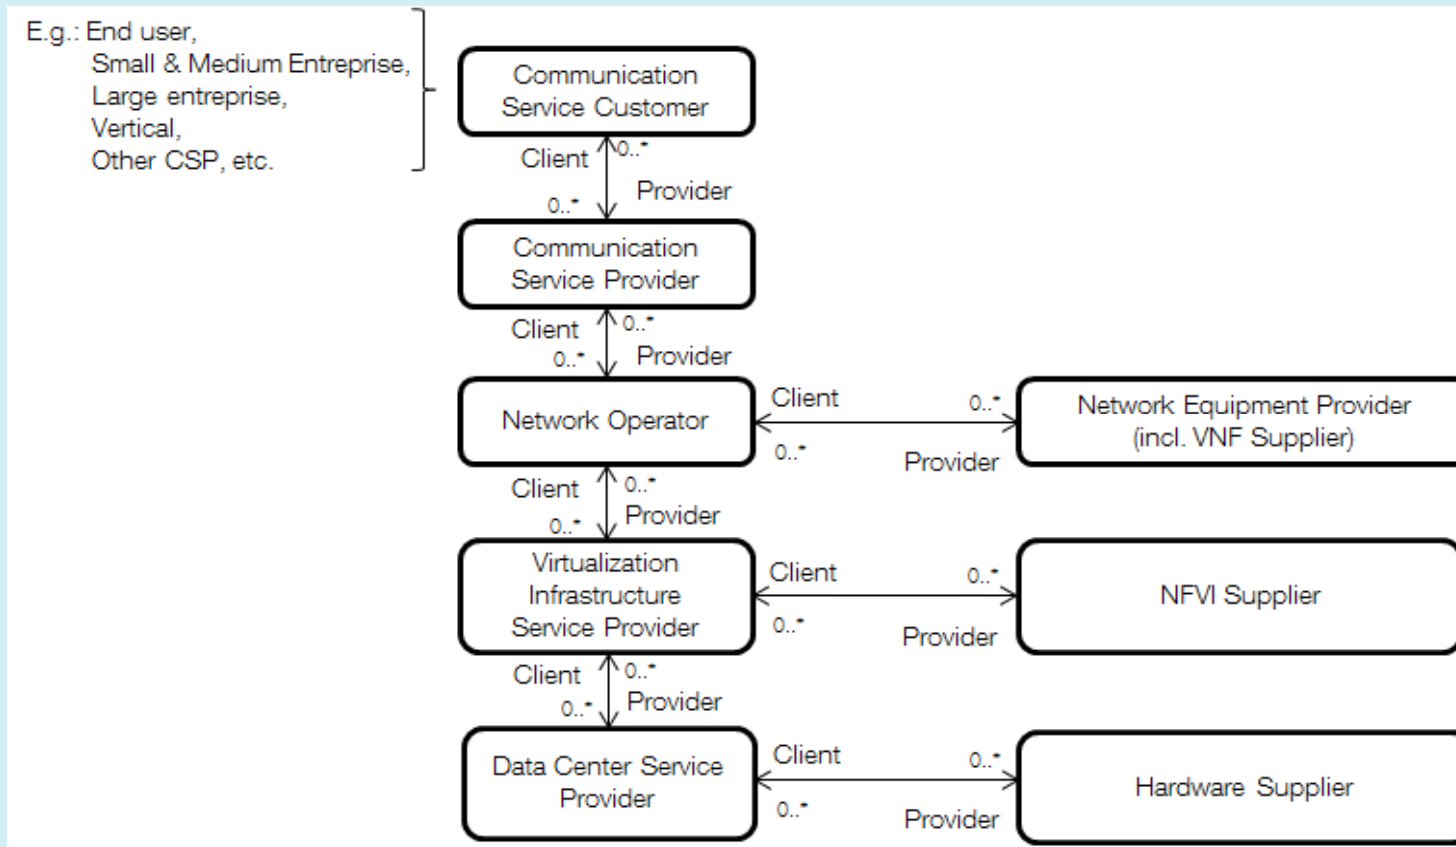 E.g.: End user,
Small & Medium Entreprise,
Large entreprise,
Vertical,
Other CSP, etc.
Communication
Service Customer
Client
0..*
0..*
Provider
Communication
Service Provider
Client
0..*
0..*
Provider
Network Operator
Client
0..*
0..*
Provider
Network Equipment Provider
(incl. VNF Supplier)
Client
0..*
0..*
Provider
Virtualization
Infrastructure
Service Provider
Client
0..*
0..*
Provider
NFVI Supplier
Client
0..*
0..*
Provider
Data Center Service
Provider
Client
0..*
0..*
Provider
Hardware Supplier